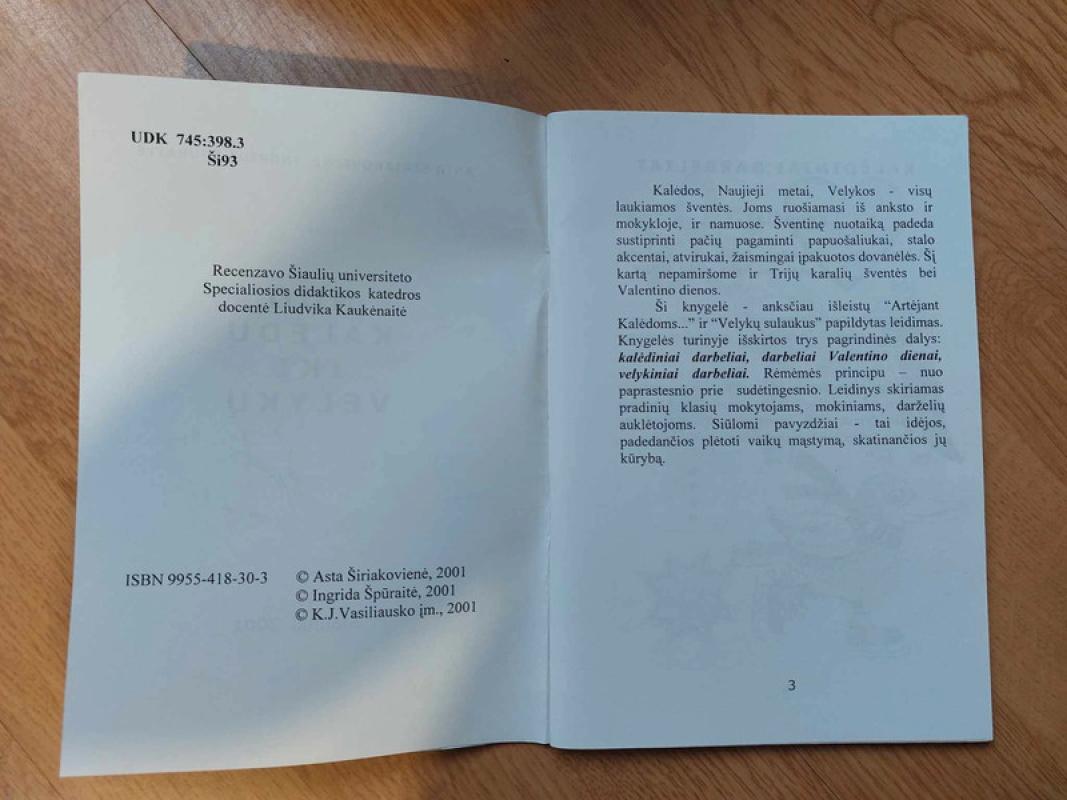 UDK 745:398.3
Ši93
Recenzavo Šiaulių universiteto
Specialiosios didaktikos katedros
docentė Liudvika Kaukėnaitė
ISBN 9955-418-30-3
© Asta Širiakovienė, 2001
© Ingrida Špūraitė, 2001
© K.J.Vasiliausko įm., 2001
Kalėdos, Naujieji metai, Velykos - visų
laukiamos šventės. Joms ruošiamasi iš anksto ir
mokykloje, ir namuose. Šventinę nuotaiką padeda
sustiprinti pačių pagaminti papuošaliukai, stalo
akcentai, atvirukai, žaismingai įpakuotos dovanėlės. Šį
kartą nepamiršome ir Trijų karalių šventės bei
Valentino dienos.
Ši knygelė - anksčiau išleistų “Artėjant
Kalėdoms...” ir “Velykų sulaukus” papildytas leidimas.
Knygelės turinyje išskirtos trys pagrindinės dalys:
kalėdiniai darbeliai, darbeliai Valentino dienai,
velykiniai darbeliai. Rėmėmės principu – nuo
paprastesnio prie sudėtingesnio. Leidinys skiriamas
pradinių klasių mokytojams, mokiniams, darželių
auklėtojoms. Siūlomi pavyzdžiai - tai idėjos,
padedančios plėtoti vaikų mąstymą, skatinančios jų
kūrybą.
3